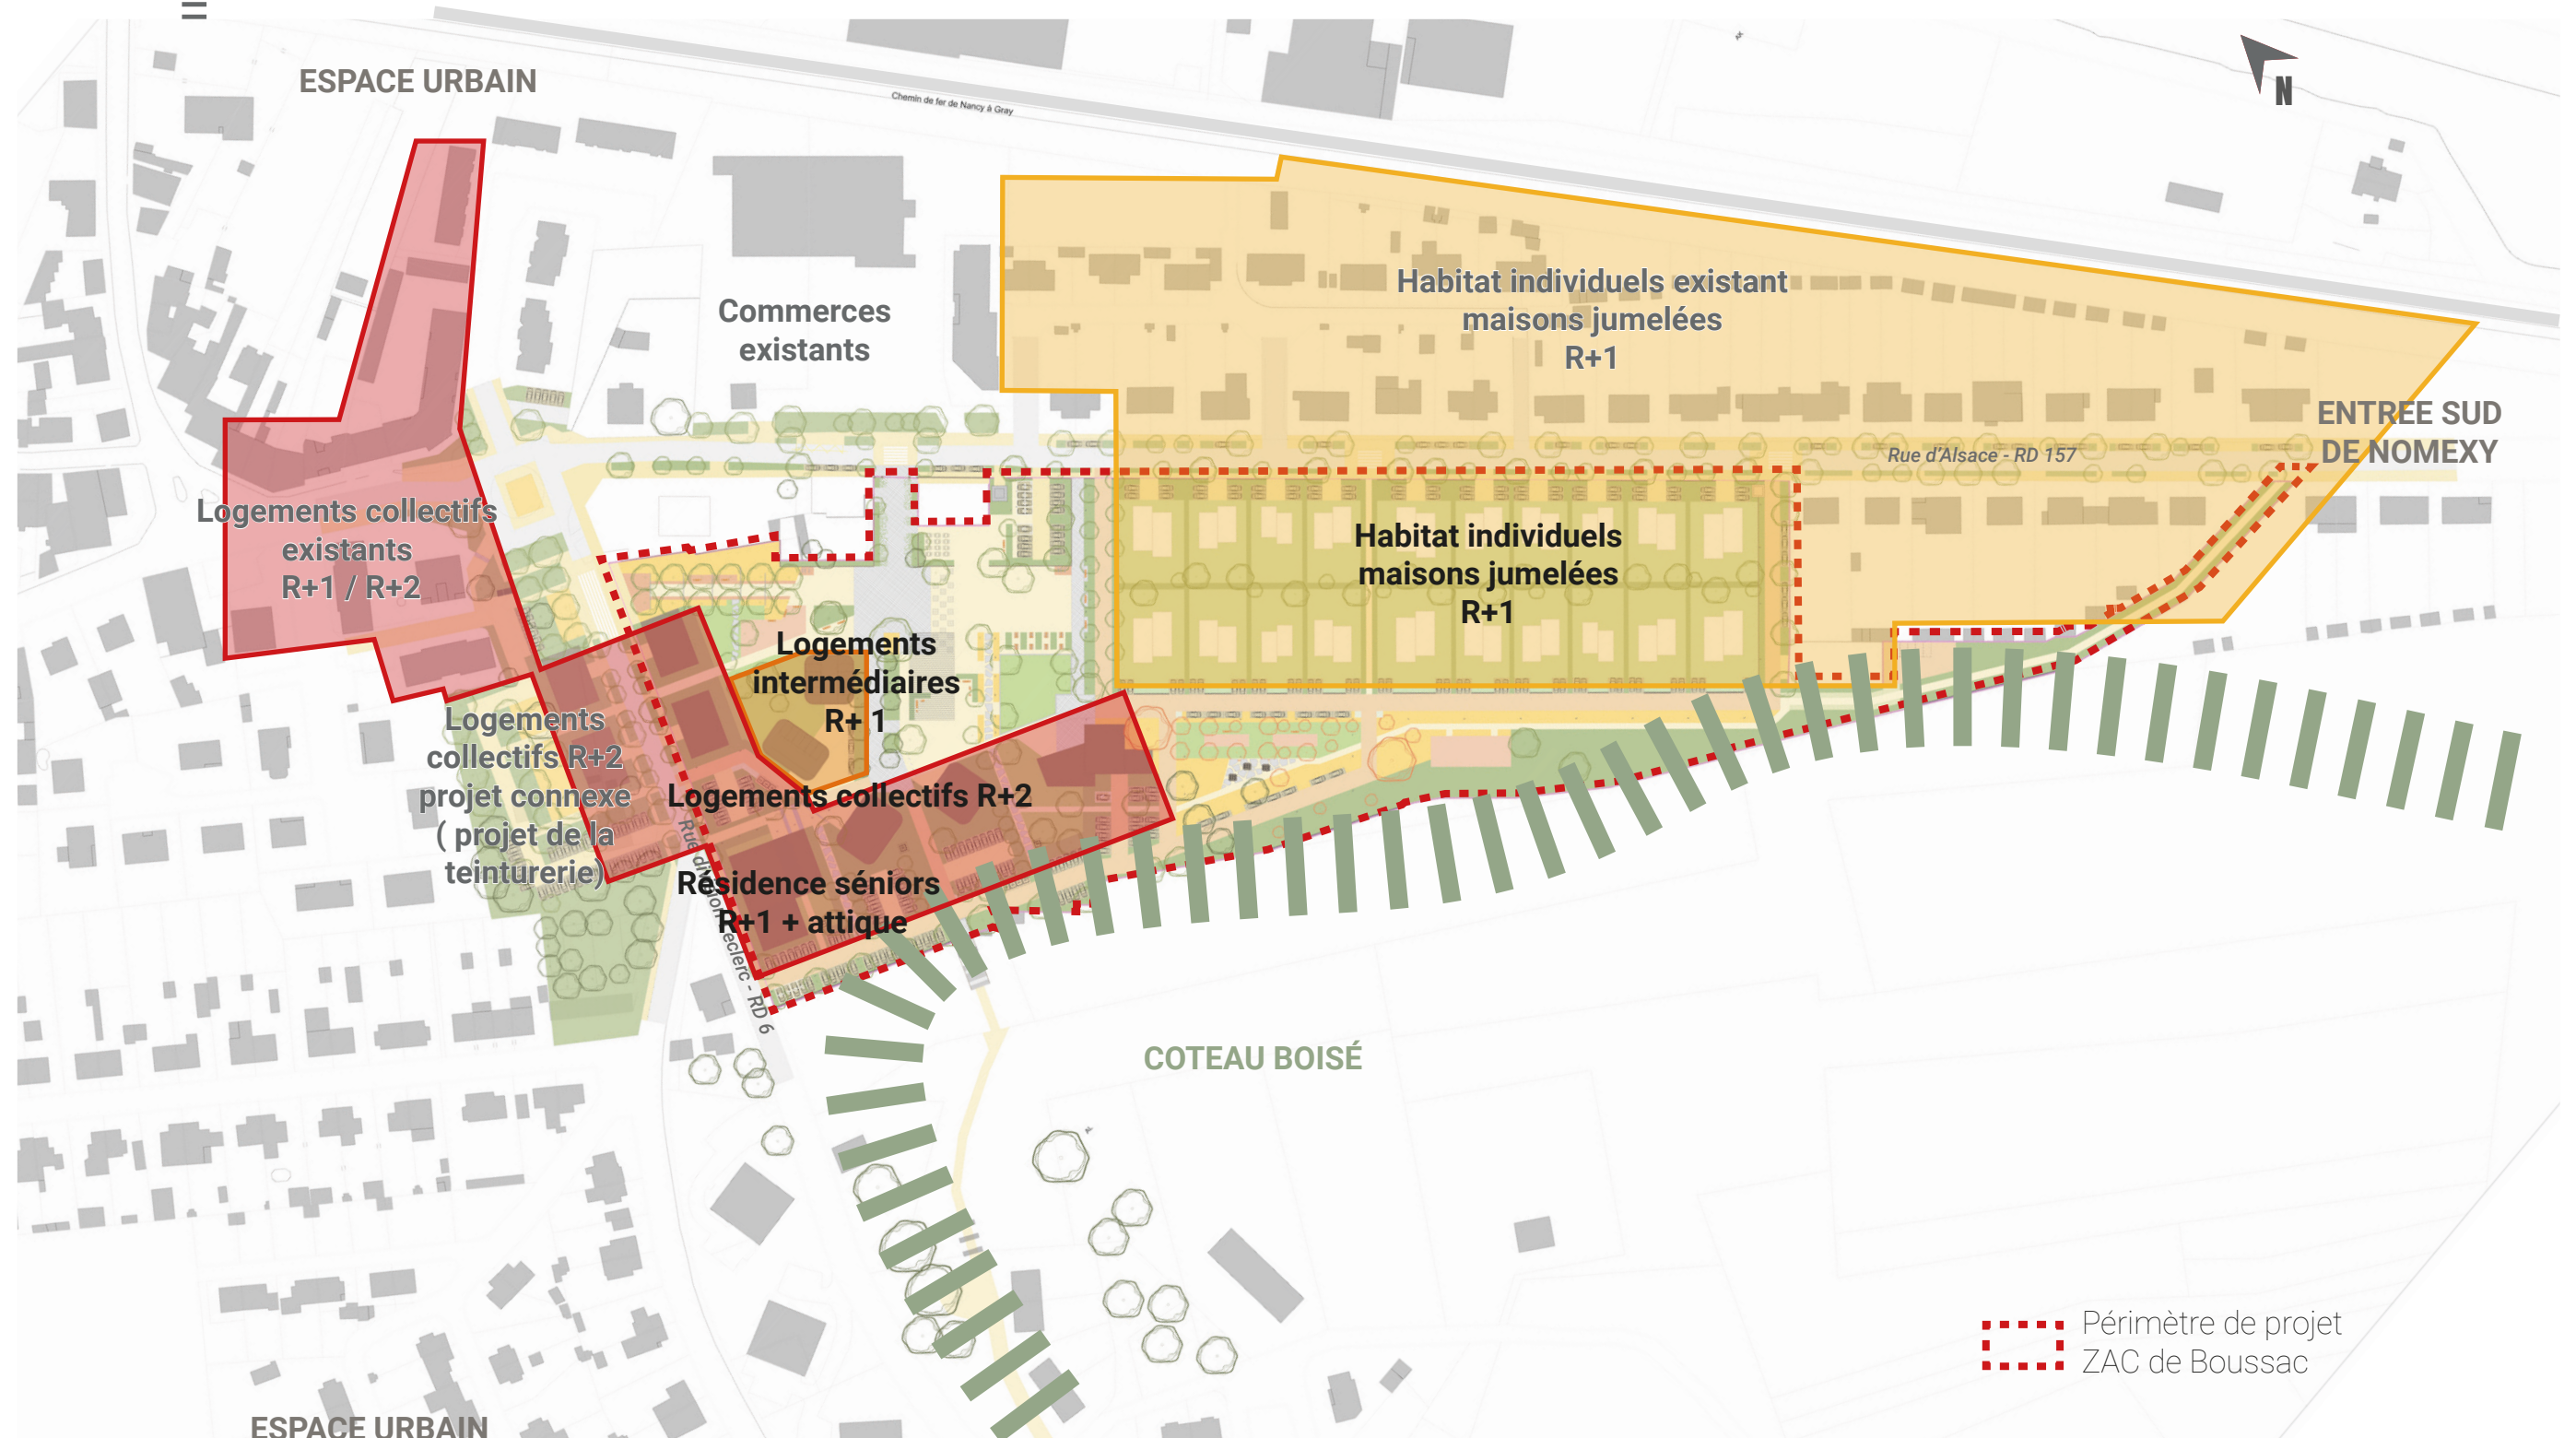 ESPACE URBAIN
N
Chemin de fer de Nancy à Gray
Commerces
existants
Habitat individuels existant
maisons jumelées
R+1
ENTREE SUD
DE NOMEXY
Rue d'Alsace - RD 157
Logements collectifs
existants
R+1 / R+2
Habitat individuels
maisons jumelées
R+1
Logements
intermédiaires
R+ 1
Logements
collectifs R+2
projet connexe
( projet de la
teinturerie)
Logements collectifs R+2
Résidence séniors
R+1 + attique
Rue division Leclerc - RD 6
COTEAU BOISÉ
Périmètre de projet
ZAC de Boussac
ESPACE URBAIN